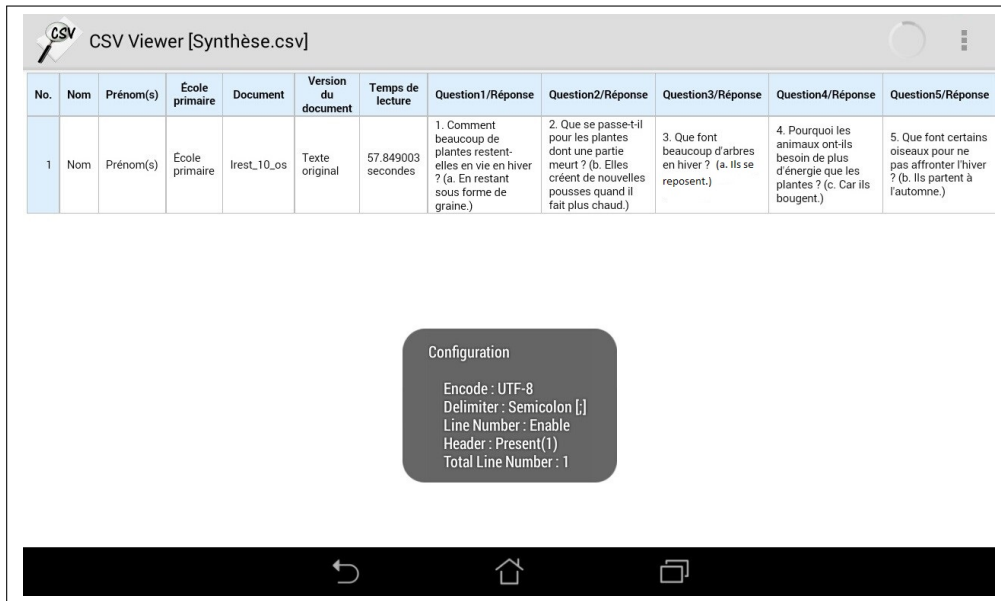 CSV
CSV Viewer [Synthèse.csv]
No.
Nom
Prénom(s)
École
primaire
Document
Version
du
document
Temps de
lecture
Question1/Réponse
Question2/Réponse
Question3/Réponse
Question4/Réponse
Question5/Réponse
1
Nom
Prénom(s)
École
primaire
Irest_10_os
Texte
original
57.849003
secondes
1. Comment
beaucoup de
plantes restent-
elles en vie en hiver
? (a. En restant
sous forme de
graine.)
2. Que se passe-t-il
pour les plantes
dont une partie
meurt ? (b. Elles
créent de nouvelles
pousses quand il
fait plus chaud.)
3. Que font
beaucoup d'arbres
en hiver ? (a. Ils se
reposent.)
4. Pourquoi les
animaux ont-ils
besoin de plus
d'énergie que les
plantes ? (c. Car ils
bougent.)
5. Que font certains
oiseaux pour ne
pas affronter l'hiver
? (b. Ils partent à
l'automne.)
Configuration
Encode : UTF-8
Delimiter : Semicolon [;]
Line Number : Enable
Header : Present(1)
Total Line Number : 1